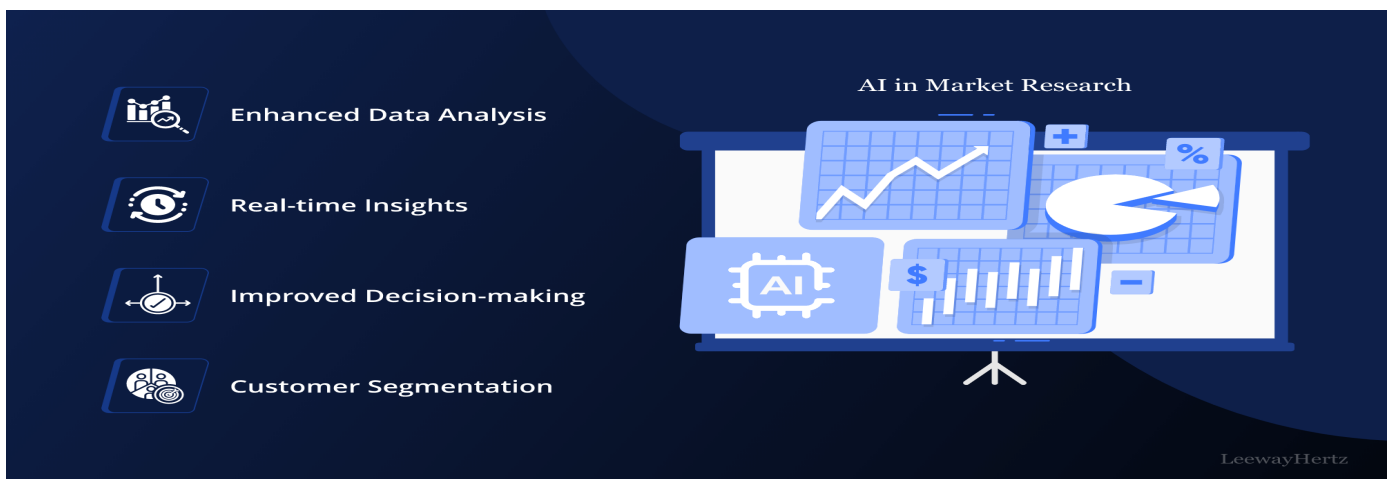 Enhanced Data Analysis
Real-time Insights
Improved Decision-making
Customer Segmentation
AI in Market Research
+
%
AI
$
-
LeewayHertz